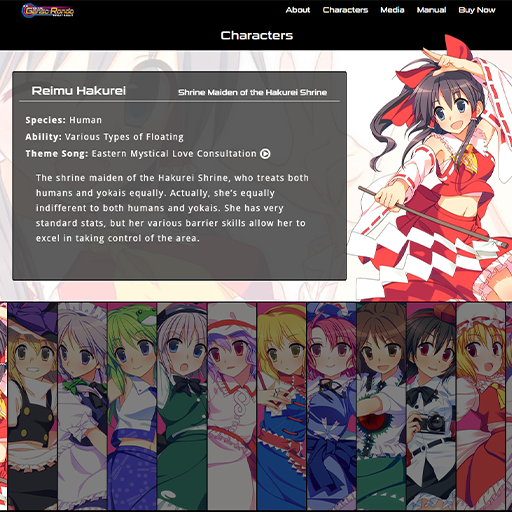 Genso Rondo
About Characters Media Manual Buy Now
Characters
Reimu Hakurei Shrine Maiden of the Hakurei Shrine
Species: Human
Ability: Various Types of Floating
Theme Song: Eastern Mystical Love Consultation
The shrine maiden of the Hakurei Shrine, who treats both
humans and yokais equally. Actually, she's equally
indifferent to both humans and yokais. She has very
standard stats, but her various barrier skills allow her to
excel in taking control of the area.